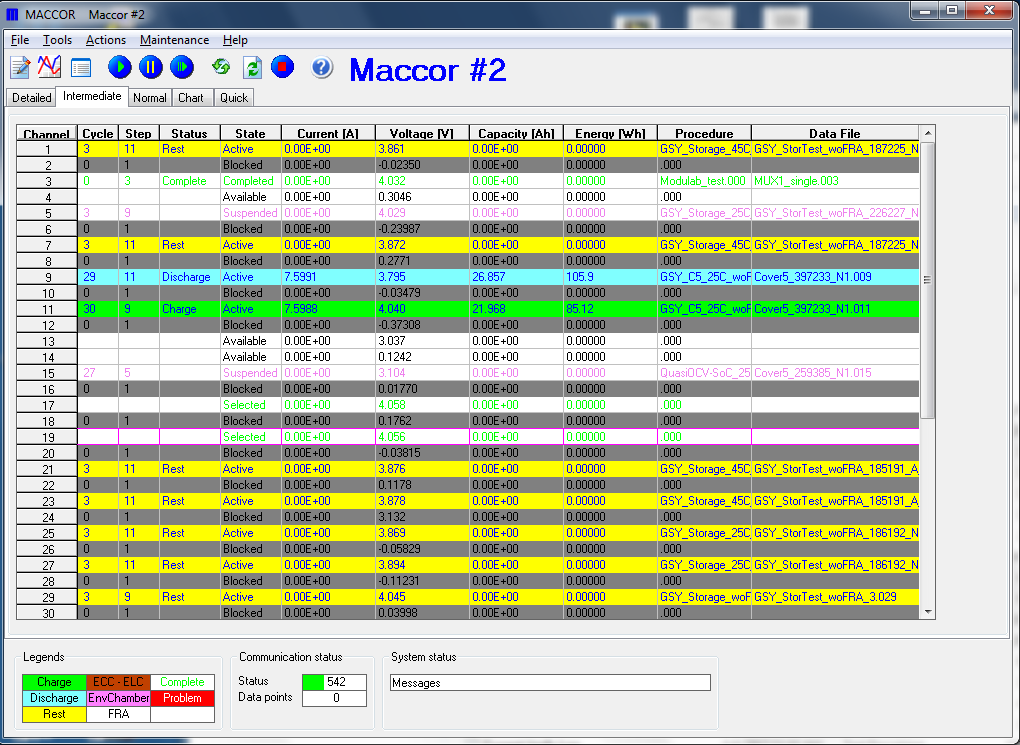 MACCOR Maccor #2
File Tools Actions Maintenance Help
Maccor #2
Detailed Intermediate Normal Chart Quick
Channel Cycle Step Status State Current [A] Voltage [V] Capacity [Ah] Energy [Wh] Procedure Data File
1 3 11 Rest Active 0.00E+00 3.861 0.00E+00 0.00000 GSY_Storage_45C GSY_StorTest_woFRA_187225_N
2 0 1 Blocked 0.00E+00 -0.02350 0.00E+00 0.00000 .000
3 0 3 Complete Completed 0.00E+00 4.032 0.00E+00 0.00000 Modulab_test.000 MUX1_single.003
4 Available 0.00E+00 0.3046 0.00E+00 0.00000 .000
5 3 9 Suspended 0.00E+00 4.029 0.00E+00 0.00000 GSY_Storage_25C GSY_StorTest_woFRA_226227_N
6 0 1 Blocked 0.00E+00 -0.23987 0.00E+00 0.00000 .000
7 3 11 Rest Active 0.00E+00 3.872 0.00E+00 0.00000 GSY_Storage_45C GSY_StorTest_woFRA_187225_N
8 0 1 Blocked 0.00E+00 0.2771 0.00E+00 0.00000 .000
9 29 11 Discharge Active 7.5991 3.795 26.857 105.9 GSY_C5_25C_woF Cover5_397233_N1.009
10 0 1 Blocked 0.00E+00 -0.03479 0.00E+00 0.00000 .000
11 30 9 Charge Active 7.5988 4.040 21.968 85.12 GSY_C5_25C_woF Cover5_397233_N1.011
12 0 1 Blocked 0.00E+00 -0.37308 0.00E+00 0.00000 .000
13 Available 0.00E+00 3.037 0.00E+00 0.00000 .000
14 Available 0.00E+00 0.1242 0.00E+00 0.00000 .000
15 27 5 Suspended 0.00E+00 3.104 0.00E+00 0.00000 QuasiOCV-SoC_25 Cover5_259385_N1.015
16 0 1 Blocked 0.00E+00 0.01770 0.00E+00 0.00000 .000
17 Selected 0.00E+00 4.058 0.00E+00 0.00000 .000
18 0 1 Blocked 0.00E+00 0.1762 0.00E+00 0.00000 .000
19 Selected 0.00E+00 4.056 0.00E+00 0.00000 .000
20 0 1 Blocked 0.00E+00 -0.03815 0.00E+00 0.00000 .000
21 3 11 Rest Active 0.00E+00 3.876 0.00E+00 0.00000 GSY_Storage_45C GSY_StorTest_woFRA_185191_A
22 0 1 Blocked 0.00E+00 0.1178 0.00E+00 0.00000 .000
23 3 11 Rest Active 0.00E+00 3.878 0.00E+00 0.00000 GSY_Storage_45C GSY_StorTest_woFRA_185191_A
24 0 1 Blocked 0.00E+00 3.132 0.00E+00 0.00000 .000
25 3 11 Rest Active 0.00E+00 3.869 0.00E+00 0.00000 GSY_Storage_25C GSY_StorTest_woFRA_186192_N
26 0 1 Blocked 0.00E+00 -0.05829 0.00E+00 0.00000 .000
27 3 11 Rest Active 0.00E+00 3.894 0.00E+00 0.00000 GSY_Storage_25C GSY_StorTest_woFRA_186192_N
28 0 1 Blocked 0.00E+00 -0.11231 0.00E+00 0.00000 .000
29 3 9 Rest Active 0.00E+00 4.045 0.00E+00 0.00000 GSY_Storage_woF GSY_StorTest_woFRA_3.029
30 0 1 Blocked 0.00E+00 0.03998 0.00E+00 0.00000 .000
Legends Communication status System status
Charge ECC - ELC Complete Status 542 Messages
Discharge EnvChamber Problem Data points 0
Rest FRA